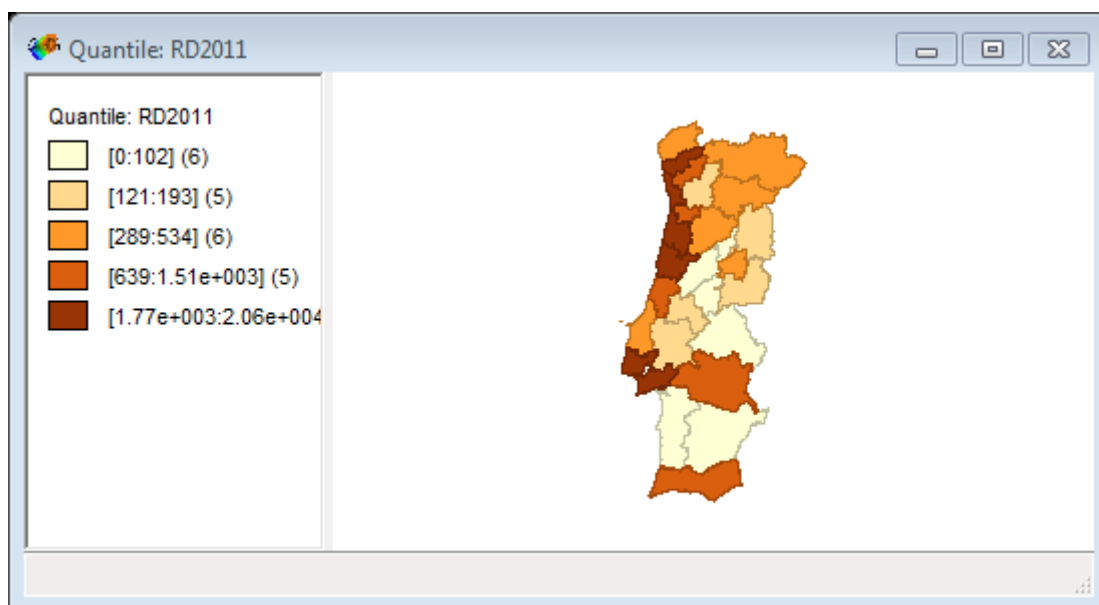 Quantile: RD2011
Quantile: RD2011
[0:102] (6)
[121:193] (5)
[289:534] (6)
[639:1.51e+003] (5)
[1.77e+003:2.06e+004